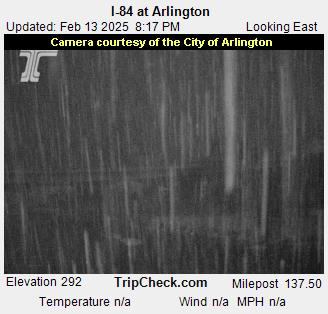 I-84 at Arlington
Updated: Feb 13 2025 8:17 PM Looking East
Camera courtesy of the City of Arlington
Elevation 292 TripCheck.com Milepost 137.50
Temperature n/a Wind n/a MPH n/a